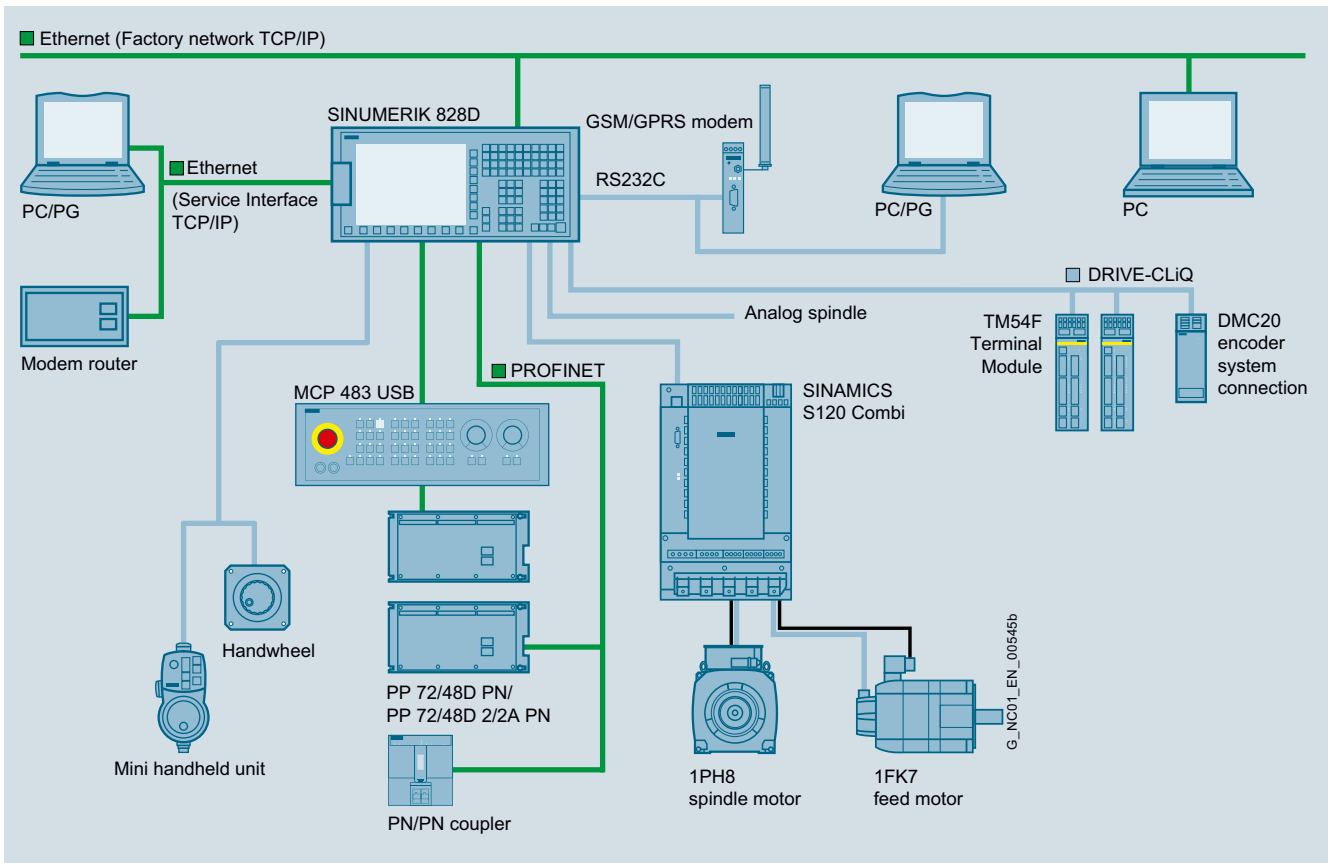 Ethernet (Factory network TCP/IP)
SINUMERIK 828D
GSM/GPRS modem
Ethernet
(Service Interface
TCP/IP)
RS232C
PC/PG
PC/PG
PC
DRIVE-CLiQ
Analog spindle
TM54F
Terminal
Module
DMC20
encoder
system
connection
Modem router
PROFINET
MCP 483 USB
SINAMICS
S120 Combi
Handwheel
PP 72/48D PN/
PP 72/48D 2/2A PN
Mini handheld unit
1PH8
spindle motor
1FK7
feed motor
G_NC01_EN_00545b
PN/PN coupler